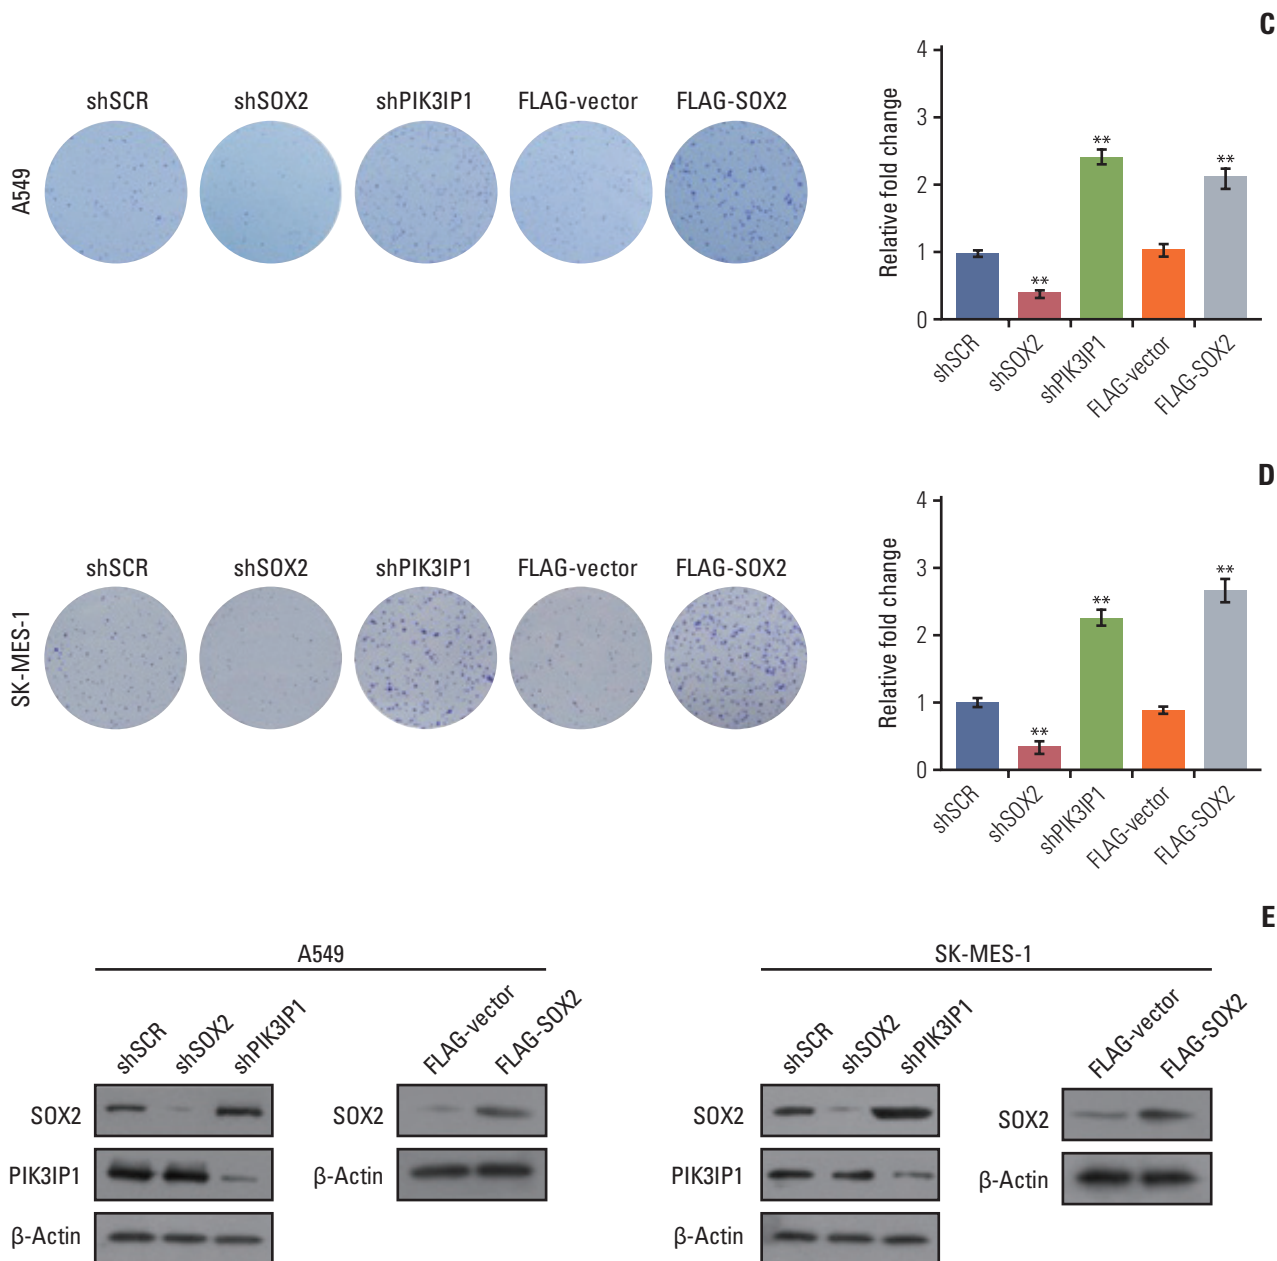 C
shSCR shSOX2 shPIK3IP1 FLAG-vector FLAG-SOX2
A549
Relative fold change
4
3
2
1
0
** ** **
shSCR shSOX2 shPIK3IP1 FLAG-vector FLAG-SOX2
D
shSCR shSOX2 shPIK3IP1 FLAG-vector FLAG-SOX2
SK-MES-1
Relative fold change
4
3
2
1
0
** ** **
shSCR shSOX2 shPIK3IP1 FLAG-vector FLAG-SOX2
E
A549
shSCR shSOX2 shPIK3IP1 FLAG-vector FLAG-SOX2
SOX2 SOX2
PIK3IP1 β-Actin
β-Actin
SK-MES-1
shSCR shSOX2 shPIK3IP1 FLAG-vector FLAG-SOX2
SOX2 SOX2
PIK3IP1 β-Actin
β-Actin